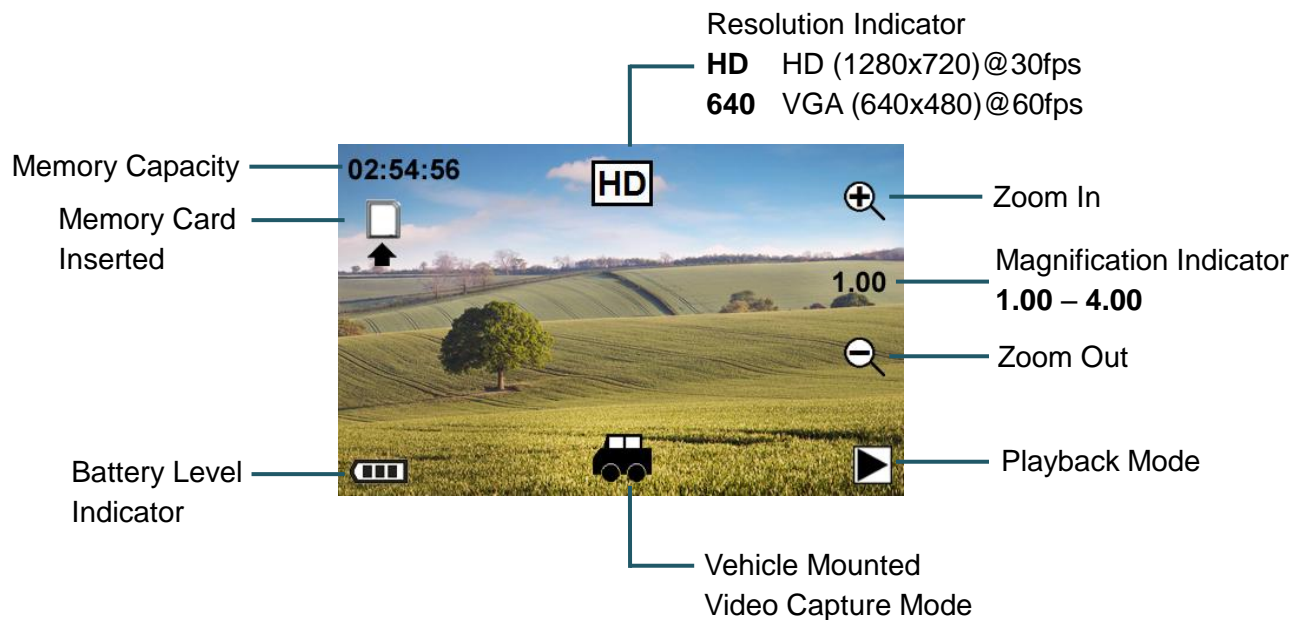 Resolution Indicator
HD HD (1280x720)@30fps
640 VGA (640x480)@60fps
Memory Capacity
02:54:56
HD
Memory Card
Inserted
Zoom In
1.00
Magnification Indicator
1.00 – 4.00
Zoom Out
Battery Level
Indicator
Playback Mode
Vehicle Mounted
Video Capture Mode